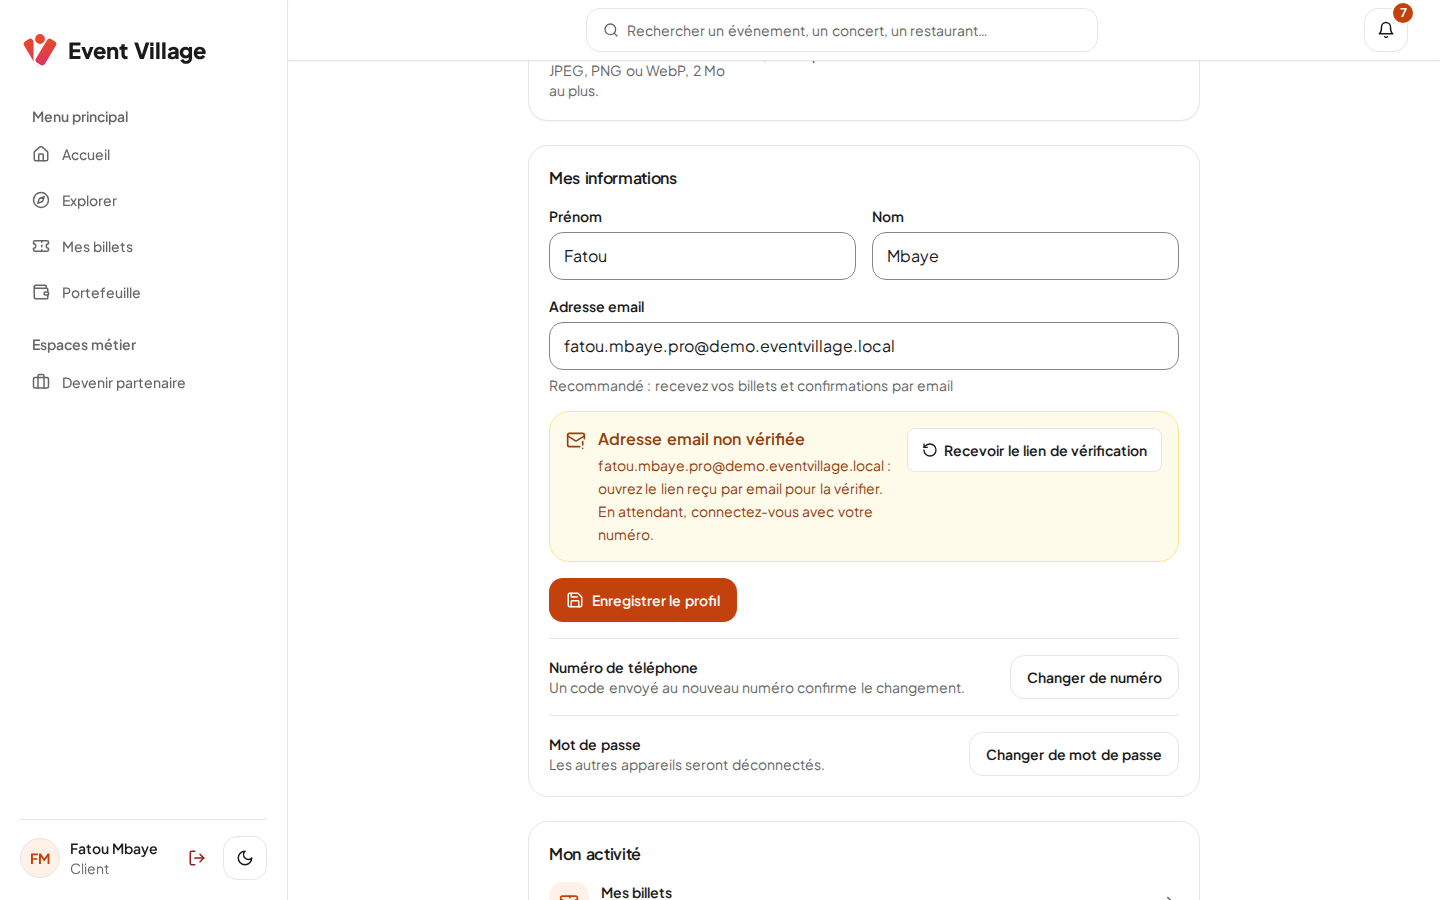 Event Village
Rechercher un événement, un concert, un restaurant...
7
Menu principal
Accueil
Explorer
Mes billets
Portefeuille
Espaces métier
Devenir partenaire
FM
Fatou Mbaye
Client
JPEG, PNG ou WebP, 2 Mo
au plus.
Mes informations
Prénom
Nom
Fatou
Mbaye
Adresse email
fatou.mbaye.pro@demo.eventvillage.local
Recommandé : recevez vos billets et confirmations par email
Adresse email non vérifiée
fatou.mbaye.pro@demo.eventvillage.local :
ouvrez le lien reçu par email pour la vérifier.
En attendant, connectez-vous avec votre
numéro.
Recevoir le lien de vérification
Enregistrer le profil
Numéro de téléphone
Un code envoyé au nouveau numéro confirme le changement.
Changer de numéro
Mot de passe
Les autres appareils seront déconnectés.
Changer de mot de passe
Mon activité
Mes billets